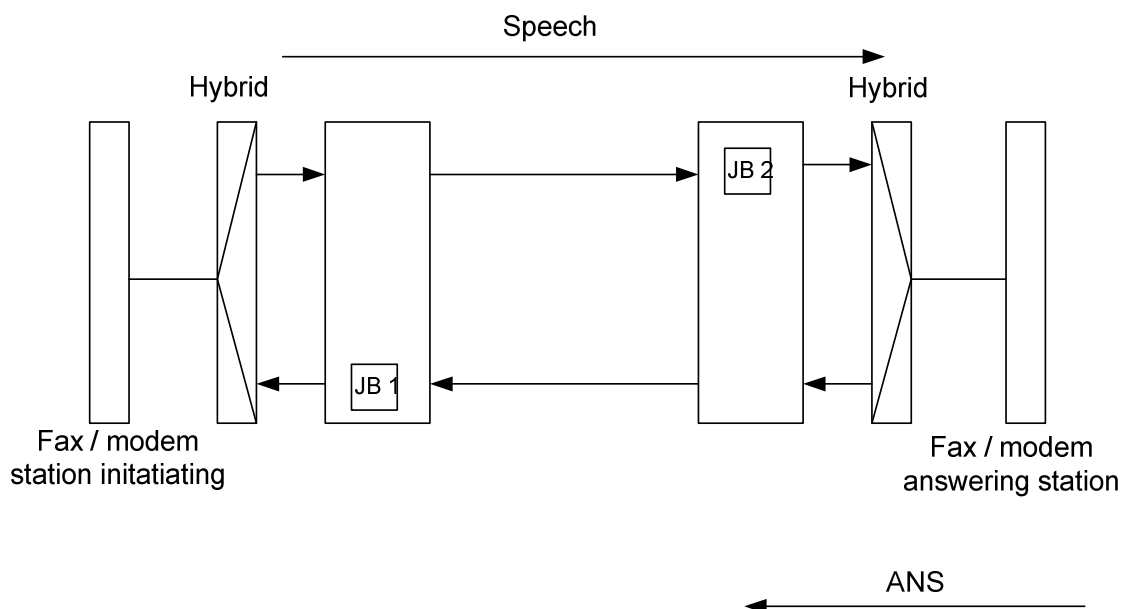 Speech
Hybrid
Hybrid
JB 2
JB 1
Fax / modem
station initatiating
Fax / modem
answering station
ANS